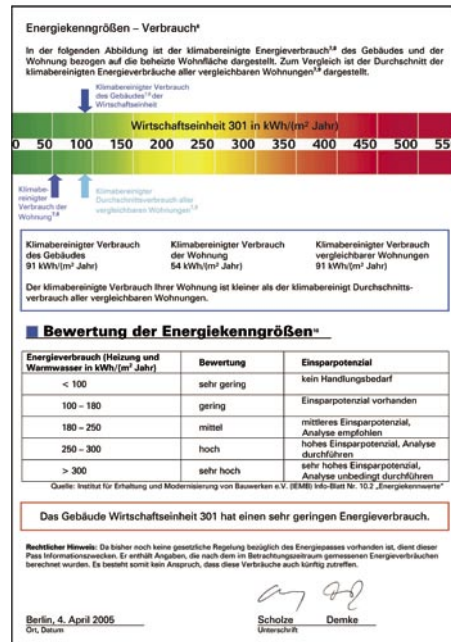 Energiekenngrößen – Verbrauch⁶
In der folgenden Abbildung ist der klimabereinigte Energieverbrauch⁷,⁸ des Gebäudes und der
Wohnung bezogen auf die beheizte Wohnfläche dargestellt. Zum Vergleich ist der Durchschnitt der
klimabereinigten Energieverbräuche aller vergleichbaren Wohnungen⁷,⁸ dargestellt.
Klimabereinigter Verbrauch
des Gebäudes⁷,⁸ der
Wirtschaftseinheit
Wirtschaftseinheit 301 in kWh/(m² Jahr)
0 50 100 150 200 250 300 350 400 450 500 55
Klimabe-
reinigter
Verbrauch der
Wohnung⁷,⁸
Klimabereinigter
Durchschnittsverbrauch aller
vergleichbaren Wohnungen⁷,⁸
Klimabereinigter Verbrauch
des Gebäudes
91 kWh/(m² Jahr)
Klimabereinigter Verbrauch
der Wohnung
54 kWh/(m² Jahr)
Klimabereinigter Verbrauch
vergleichbarer Wohnungen
91 kWh/(m² Jahr)
Der klimabereinigte Verbrauch Ihrer Wohnung ist kleiner als der klimabereinigt Durchschnitts-
verbrauch aller vergleichbaren Wohnungen.
Bewertung der Energiekenngrößen
Energieverbrauch (Heizung und
Warmwasser in kWh/(m² Jahr)
Bewertung
Einsparpotenzial
< 100 sehr gering kein Handlungsbedarf
100 – 180 gering Einsparpotenzial vorhanden
180 – 250 mittel mittleres Einsparpotenzial,
Analyse empfohlen
250 – 300 hoch hohes Einsparpotenzial, Analyse
durchführen
> 300 sehr hoch sehr hohes Einsparpotenzial,
Analyse unbedingt durchführen
Quelle: Institut für Erhaltung und Modernisierung von Bauwerken e.V. (IEMB) Info-Blatt Nr. 10.2 „Energiekennwerte“
Das Gebäude Wirtschaftseinheit 301 hat einen sehr geringen Energieverbrauch.
Rechtlicher Hinweis: Da bisher noch keine gesetzliche Regelung bezüglich des Energiepasses vorhanden ist, dient dieser
Pass Informationszwecken. Er enthält Angaben, die nach dem im Betrachtungszeitraum gemessenen Energieverbräuchen
berechnet wurden. Es besteht somit kein Anspruch, dass diese Verbräuche auch künftig zutreffen.
Berlin, 4. April 2005
Ort, Datum
Scholze Demke
Unterschrift